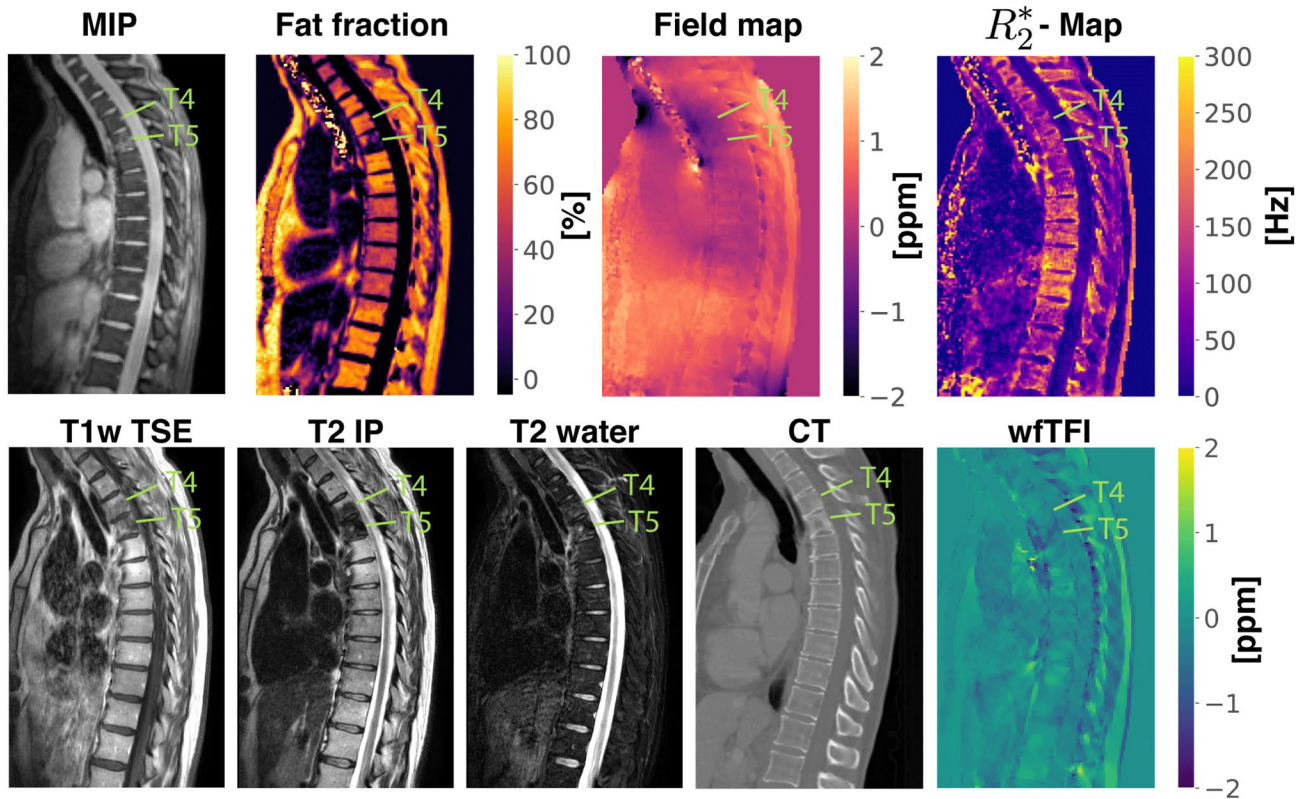 MIP
Fat fraction
Field map
R₂* - Map
T4
T5
100
80
60
40
20
0
[%]
T4
T5
2
1
0
−1
−2
[ppm]
T4
T5
300
250
200
150
100
50
0
[Hz]
T4
T5
T1w TSE
T2 IP
T2 water
CT
wfTFI
T4
T5
T4
T5
T4
T5
T4
T5
T4
T5
2
1
0
−1
−2
[ppm]